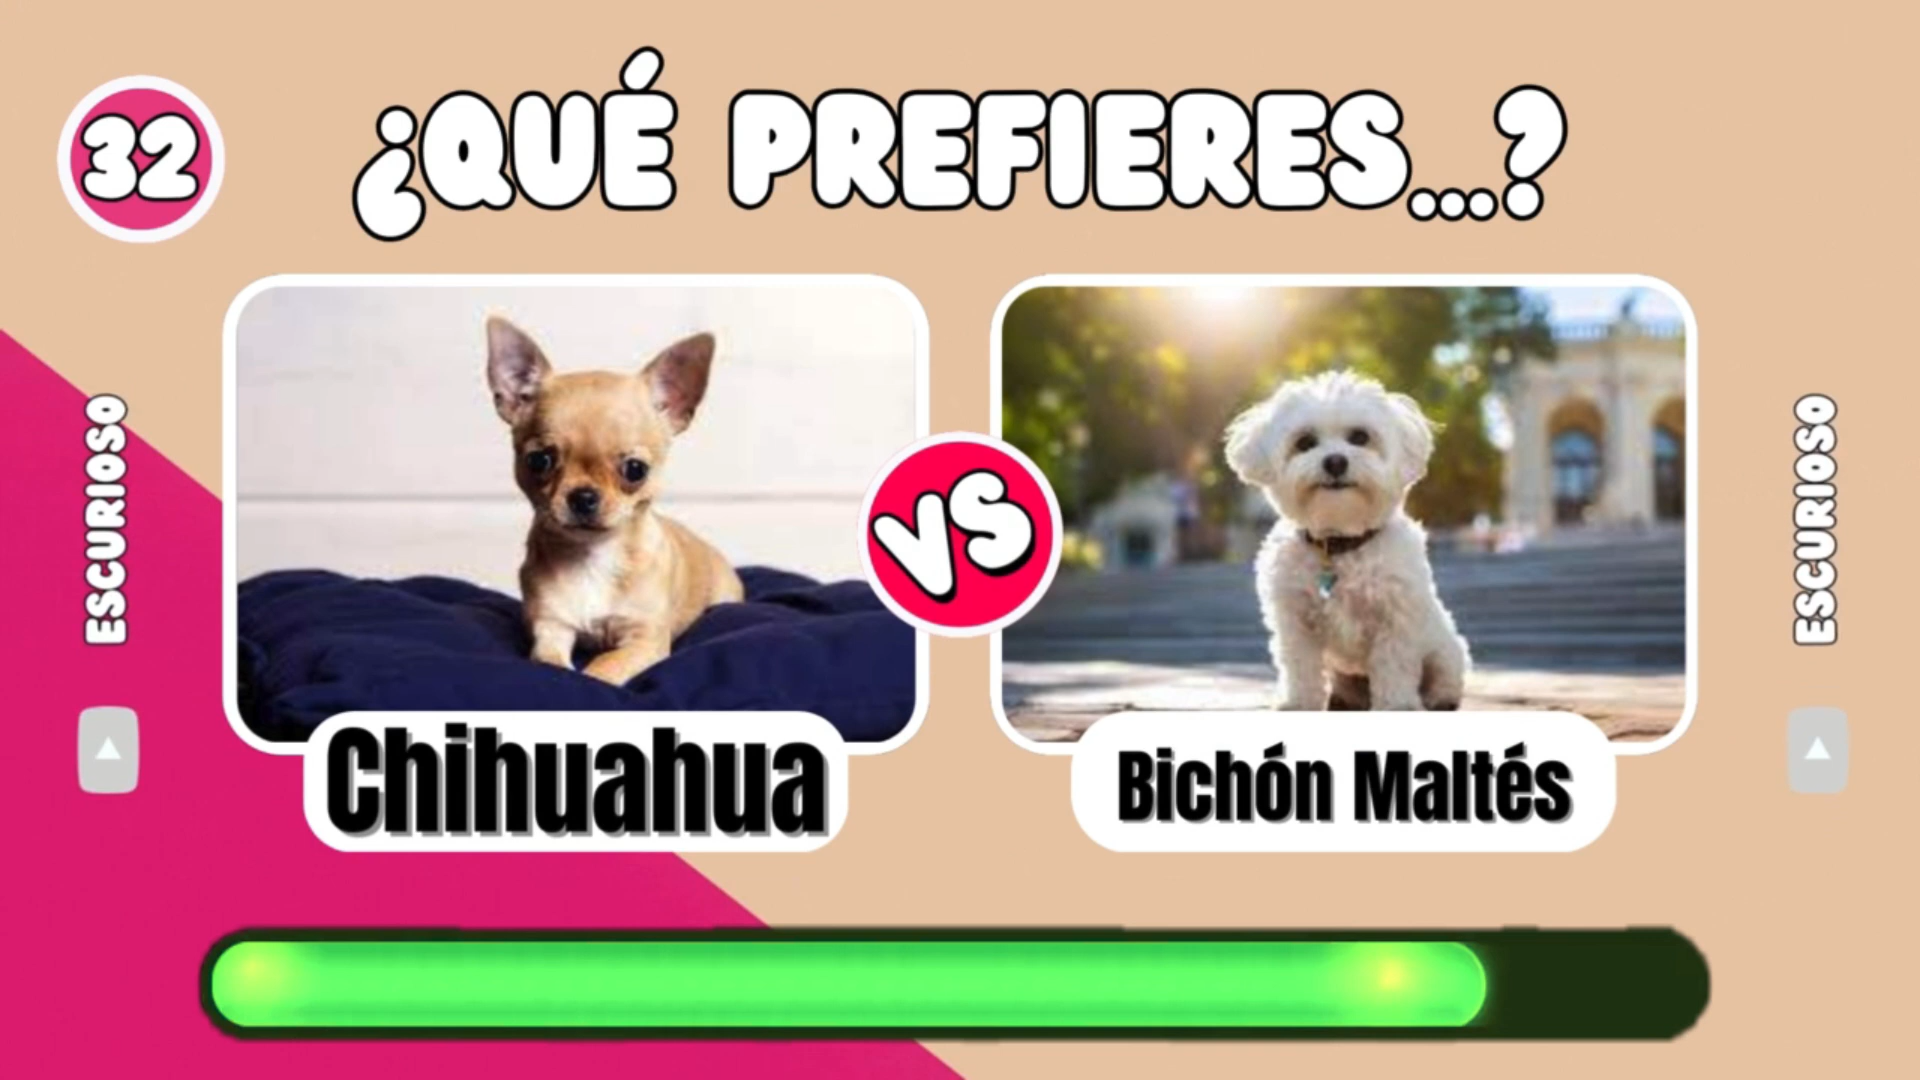 32
¿QUÉ PREFIERES...?
ESCURIOSO
VS
ESCURIOSO
Chihuahua
Bichón Maltés